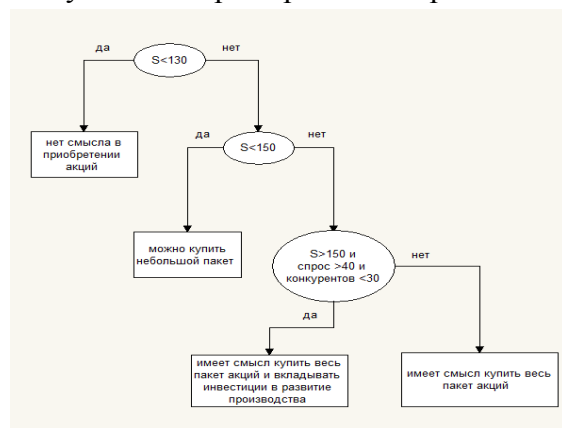 да
нет
S<130
нет смысла в
приобретении
акций
да
нет
S<150
можно купить
небольшой пакет
S>150 и
спрос >40 и
конкурентов <30
нет
да
имеет смысл купить весь
пакет акций и вкладывать
инвестиции в развитие
производства
имеет смысл купить весь
пакет акций